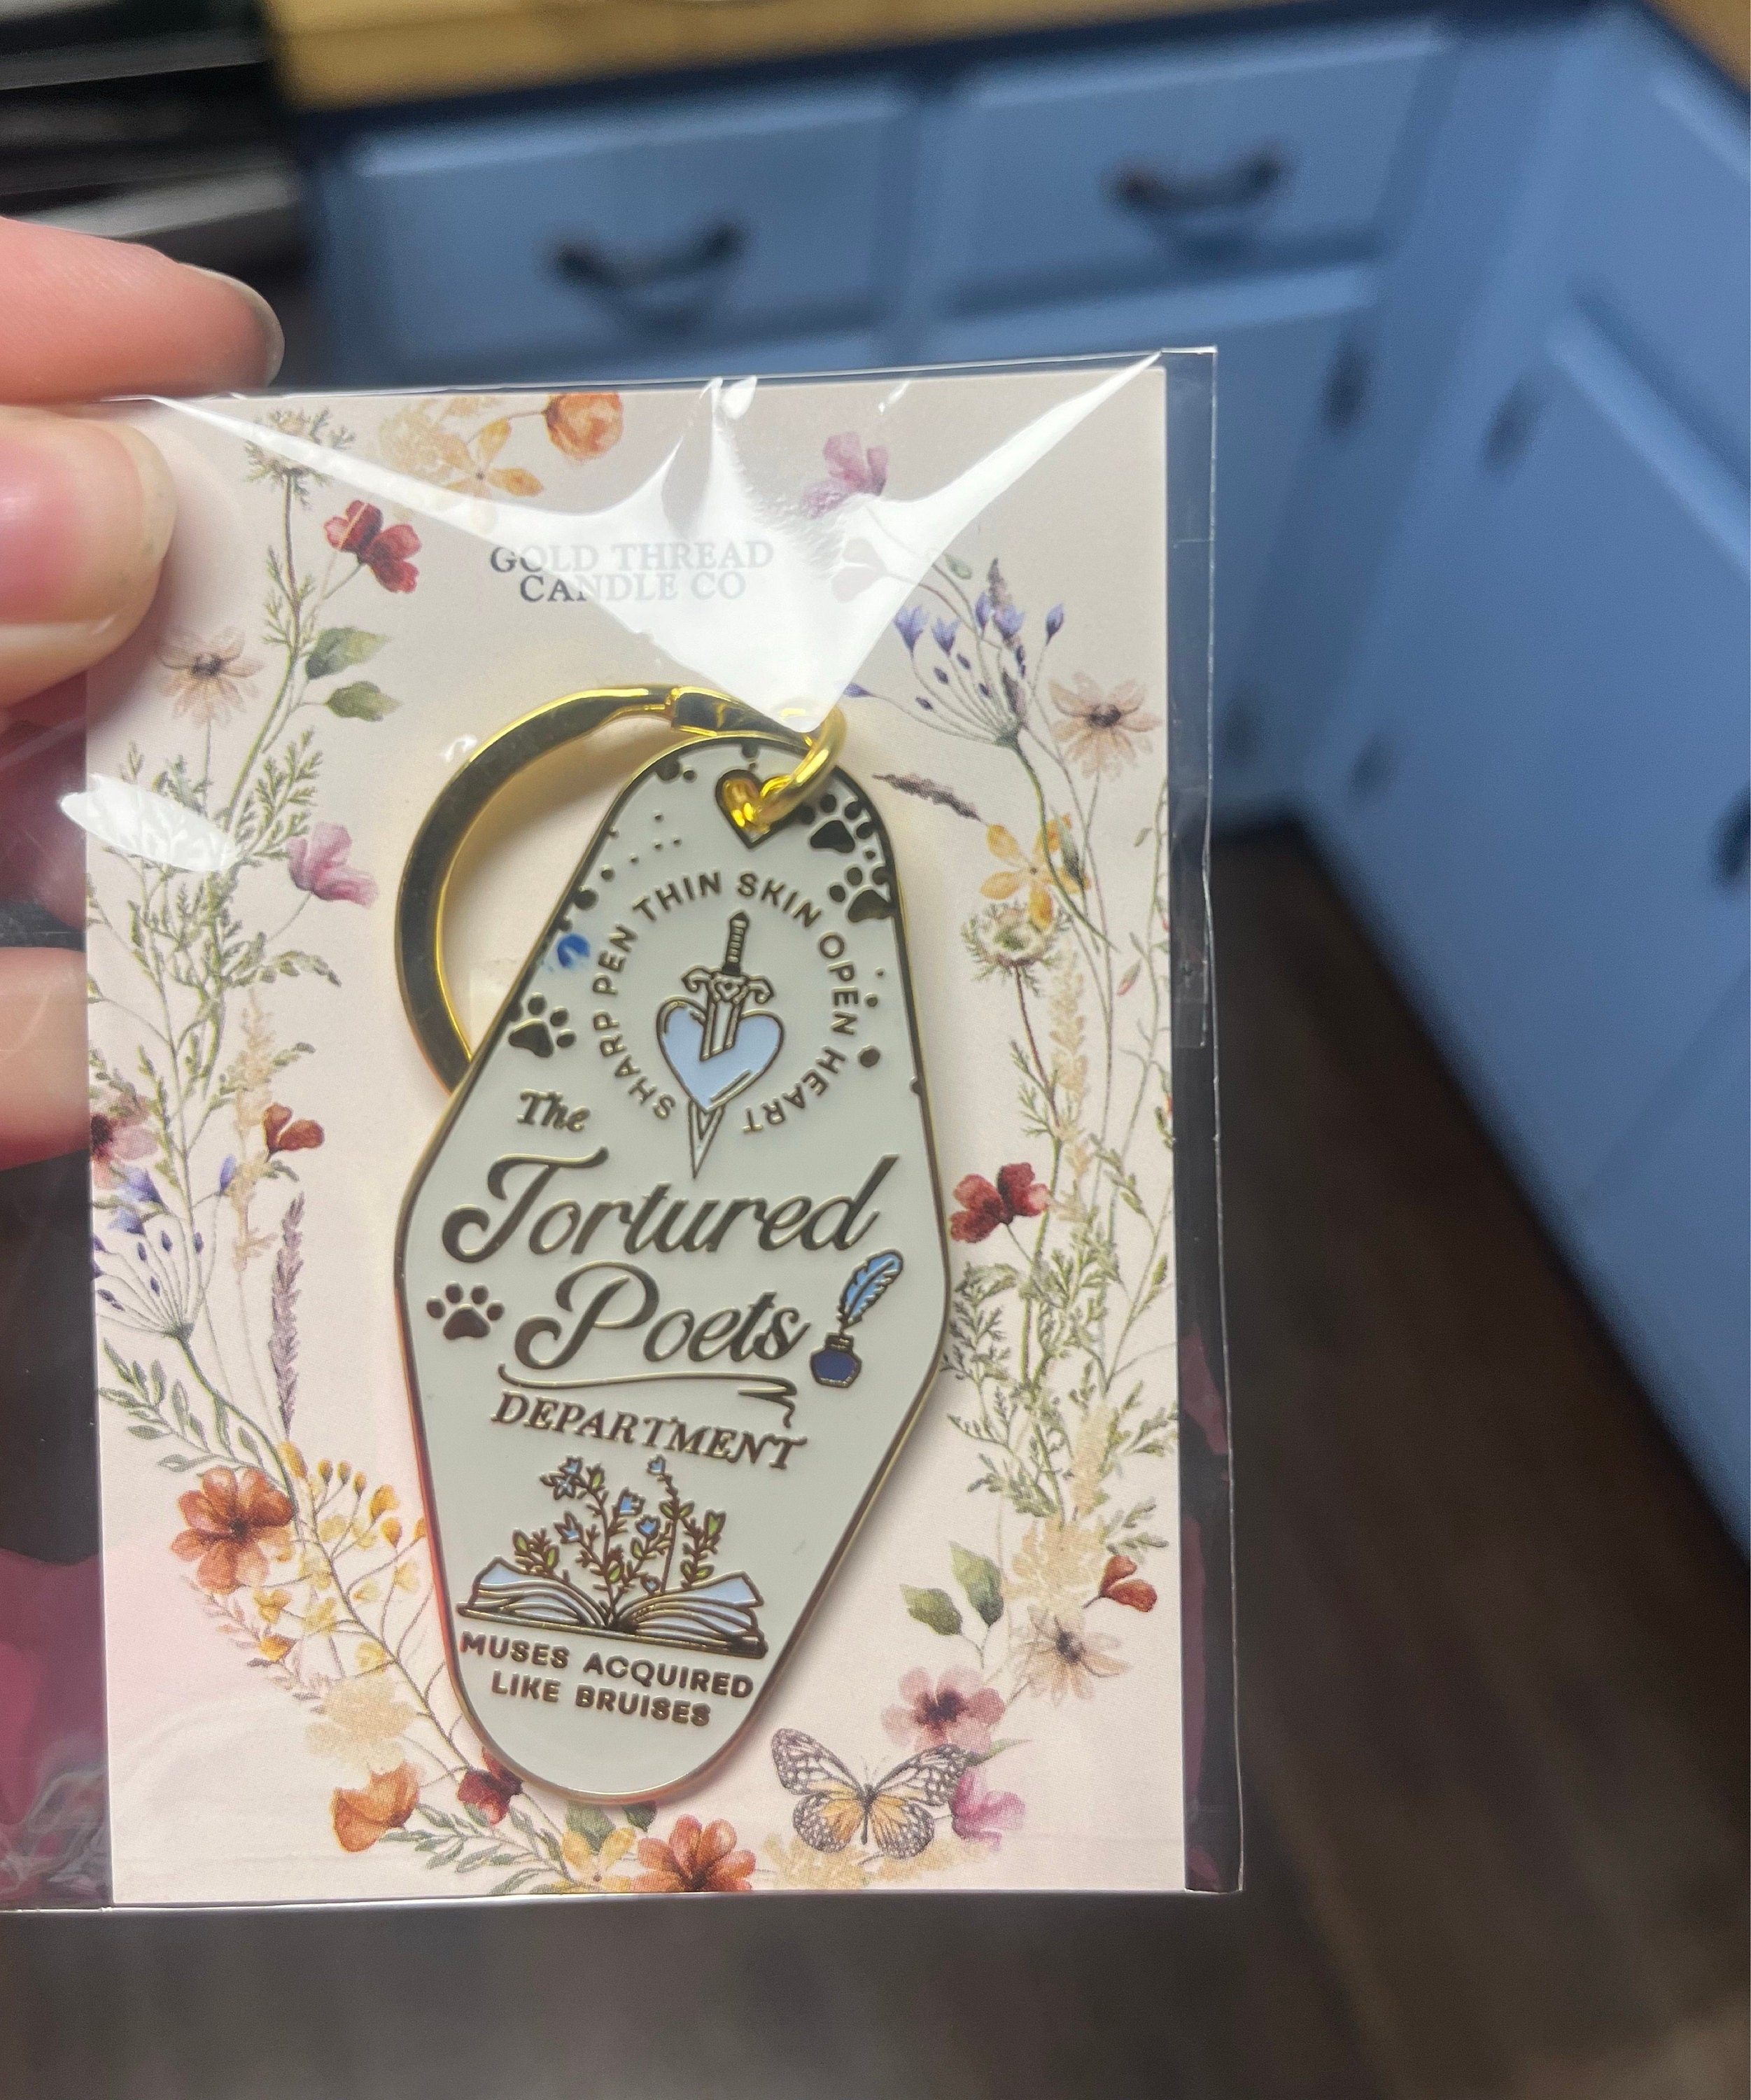 GOLD THREAD
CANDLE CO
SHARP PEN THIN SKIN OPEN HEART
The
Tortured
Poets
DEPARTMENT
MUSES ACQUIRED
LIKE BRUISES